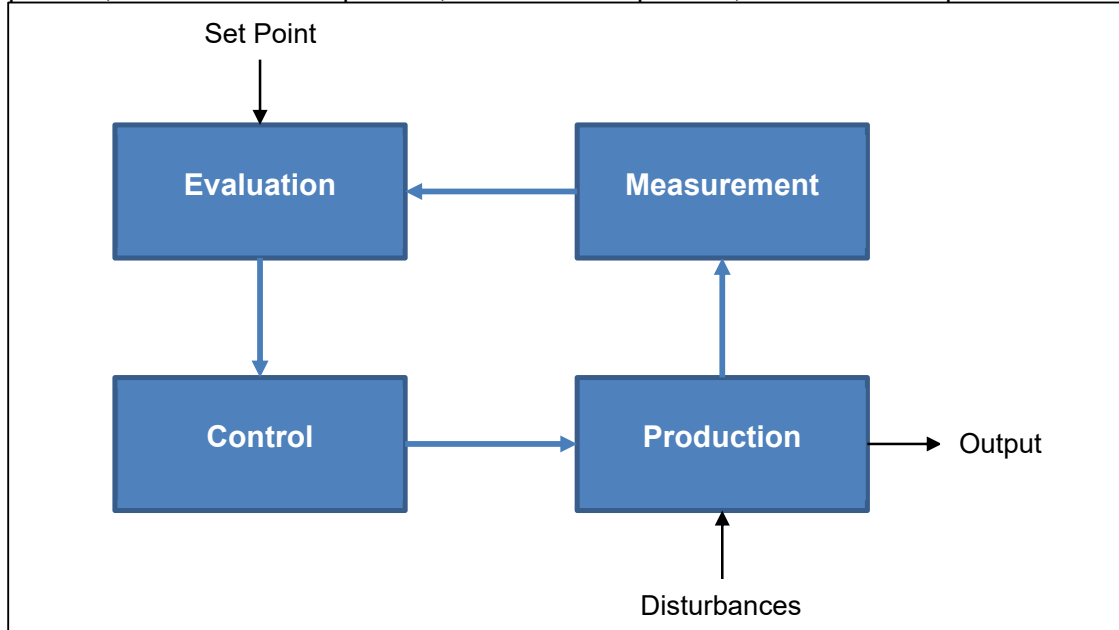 Set Point
Evaluation
Measurement
Control
Production
Output
Disturbances